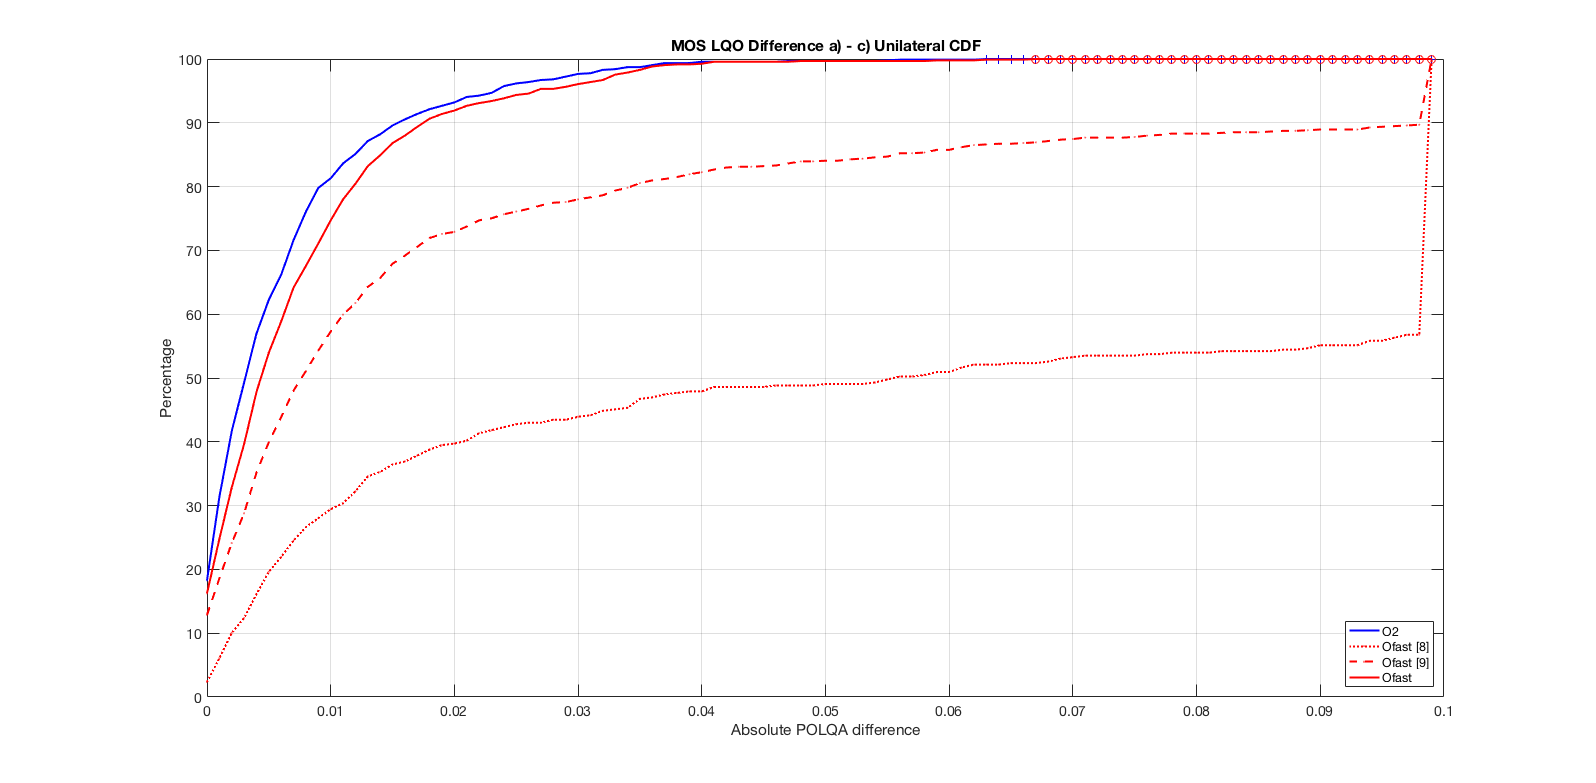 MOS LQO Difference a) - c) Unilateral CDF
Percentage
100
90
80
70
60
50
40
30
20
10
0
0 0.01 0.02 0.03 0.04 0.05 0.06 0.07 0.08 0.09 0.1
Absolute POLQA difference
O2
Ofast [8]
Ofast [9]
Ofast